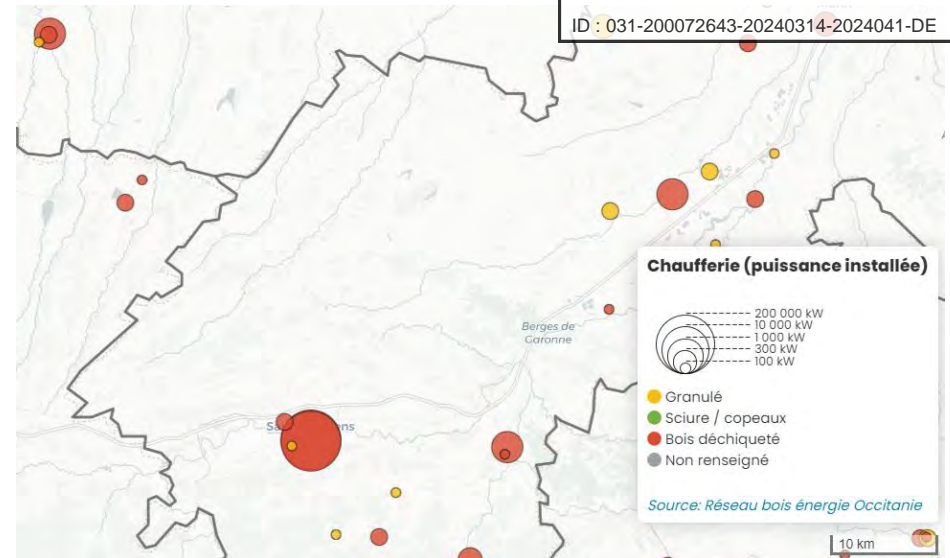 ID : 031-200072643-20240314-2024041-DE
Chaufferie (puissance installée)
200 000 kW
10 000 kW
1 000 kW
300 kW
100 kW
Berges de
Garonne
Granulé
Sciure / copeaux
Bois déchiqueté
Non renseigné
Source: Réseau bois énergie Occitanie
10 km